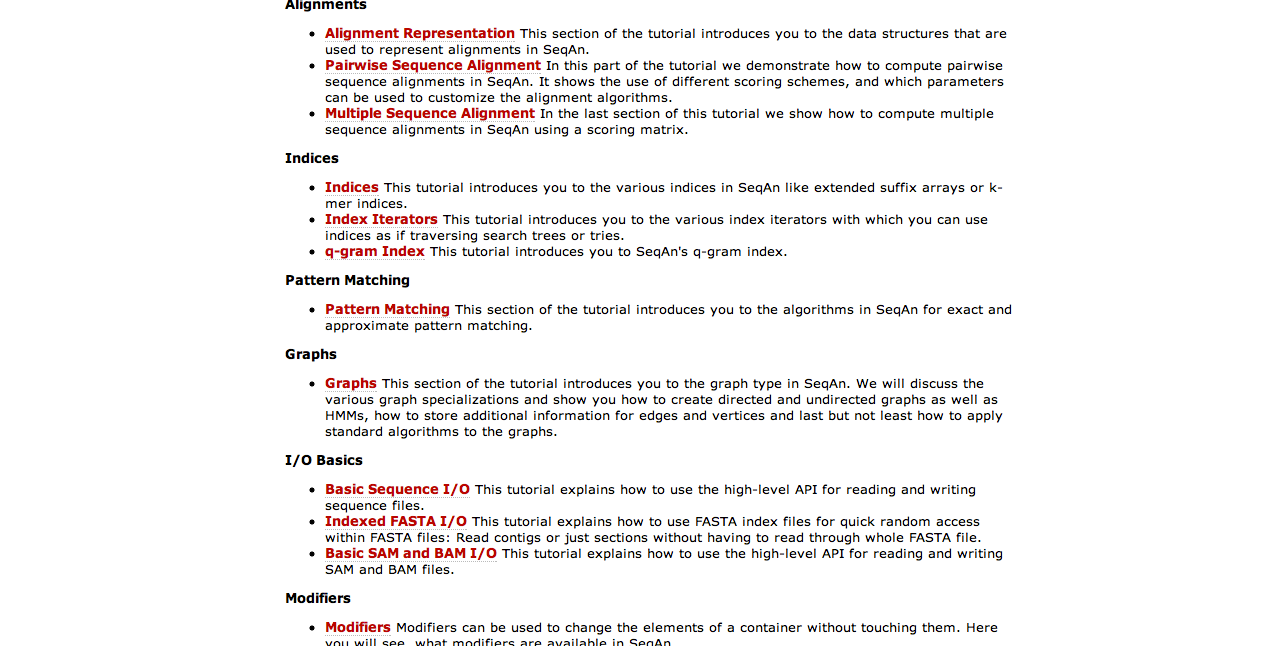 Alignments
Alignment Representation This section of the tutorial introduces you to the data structures that are
used to represent alignments in SeqAn.
Pairwise Sequence Alignment In this part of the tutorial we demonstrate how to compute pairwise
sequence alignments in SeqAn. It shows the use of different scoring schemes, and which parameters
can be used to customize the alignment algorithms.
Multiple Sequence Alignment In the last section of this tutorial we show how to compute multiple
sequence alignments in SeqAn using a scoring matrix.
Indices
Indices This tutorial introduces you to the various indices in SeqAn like extended suffix arrays or k-
mer indices.
Index Iterators This tutorial introduces you to the various index iterators with which you can use
indices as if traversing search trees or tries.
q-gram Index This tutorial introduces you to SeqAn's q-gram index.
Pattern Matching
Pattern Matching This section of the tutorial introduces you to the algorithms in SeqAn for exact and
approximate pattern matching.
Graphs
Graphs This section of the tutorial introduces you to the graph type in SeqAn. We will discuss the
various graph specializations and show you how to create directed and undirected graphs as well as
HMMs, how to store additional information for edges and vertices and last but not least how to apply
standard algorithms to the graphs.
I/O Basics
Basic Sequence I/O This tutorial explains how to use the high-level API for reading and writing
sequence files.
Indexed FASTA I/O This tutorial explains how to use FASTA index files for quick random access
within FASTA files: Read contigs or just sections without having to read through whole FASTA file.
Basic SAM and BAM I/O This tutorial explains how to use the high-level API for reading and writing
SAM and BAM files.
Modifiers
Modifiers Modifiers can be used to change the elements of a container without touching them. Here
you will see, what modifiers are available in SeqAn.